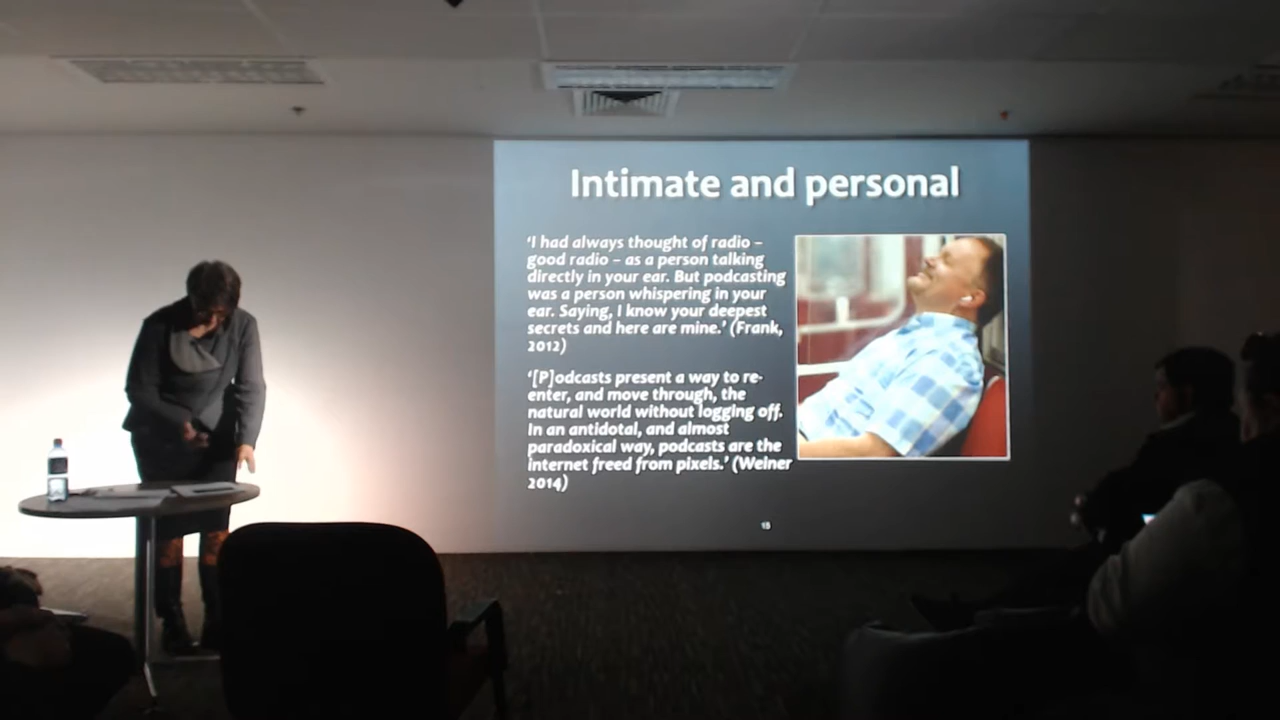 Intimate and personal
‘I had always thought of radio –
good radio – as a person talking
directly in your ear. But podcasting
was a person whispering in your
ear. Saying, I know your deepest
secrets and here are mine.’ (Frank,
2012)
‘[P]odcasts present a way to re-
enter, and move through, the
natural world without logging off.
In an antidotal, and almost
paradoxical way, podcasts are the
internet freed from pixels.’ (Weiner
2014)